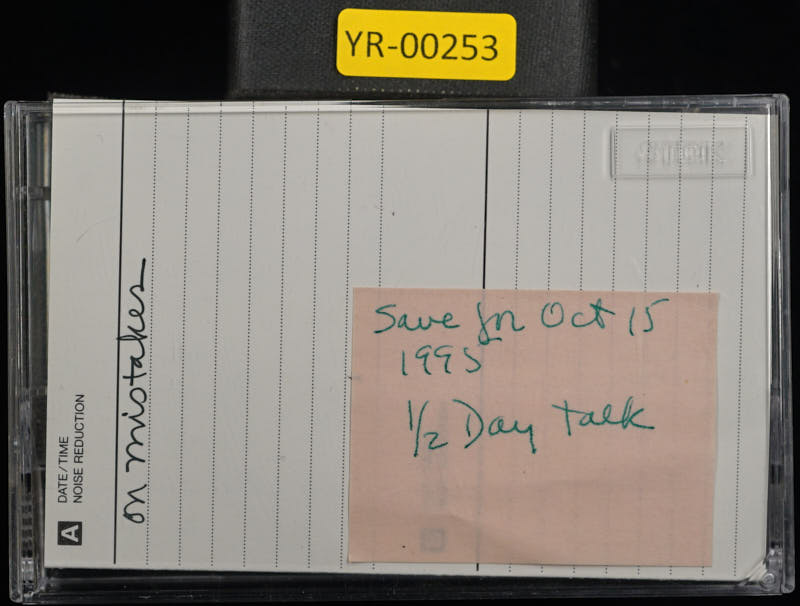 YR-00253
A DATE/TIME
NOISE REDUCTION
on mistakes
Save for Oct 15
1995
1/2 Day Talk